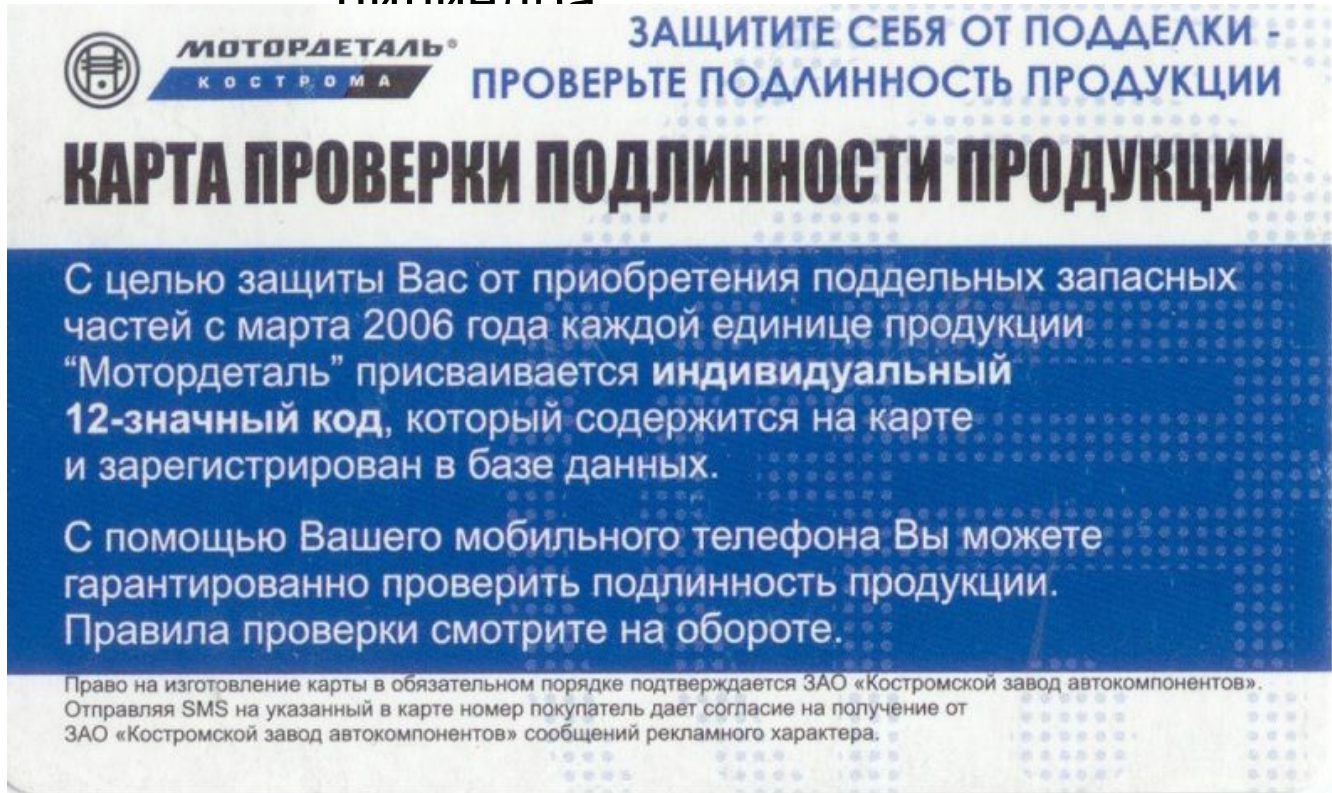 МОТОРДЕТАЛЬ®
КОСТРОМА
ЗАЩИТИТЕ СЕБЯ ОТ ПОДДЕЛКИ -
ПРОВЕРЬТЕ ПОДЛИННОСТЬ ПРОДУКЦИИ
КАРТА ПРОВЕРКИ ПОДЛИННОСТИ ПРОДУКЦИИ
С целью защиты Вас от приобретения поддельных запасных
частей с марта 2006 года каждой единице продукции
“Мотордеталь” присваивается индивидуальный
12-значный код, который содержится на карте
и зарегистрирован в базе данных.
С помощью Вашего мобильного телефона Вы можете
гарантированно проверить подлинность продукции.
Правила проверки смотрите на обороте.
Право на изготовление карты в обязательном порядке подтверждается ЗАО «Костромской завод автокомпонентов».
Отправляя SMS на указанный в карте номер покупатель дает согласие на получение от
ЗАО «Костромской завод автокомпонентов» сообщений рекламного характера.